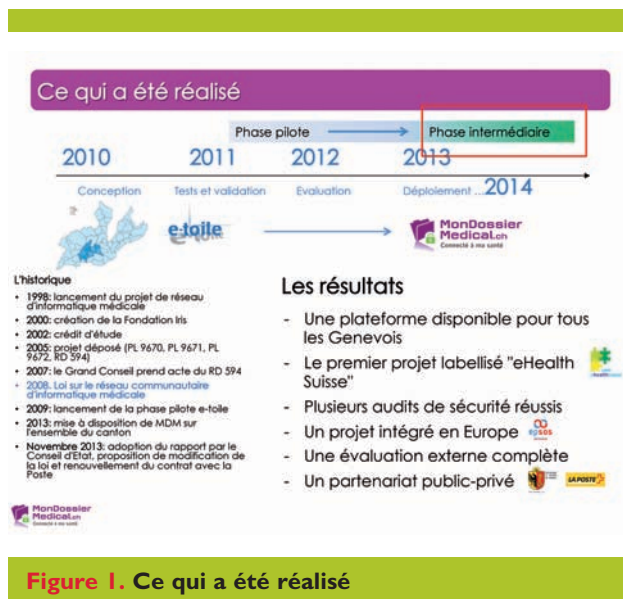 Ce qui a été réalisé
Phase pilote
Phase intermédiaire
2010
2011
2012
2013
Conception
Tests et validation
Evaluation
Déploiement ...2014
e-toile
MonDossier
Medical.ch
Connecté à ma santé
L'historique
• 1998: lancement du projet de réseau
d'informatique médicale
• 2000: création de la Fondation Iris
• 2002: crédit d'étude
• 2005: projet déposé (PL 9670, PL 9671, PL
9672, RD 594)
• 2007: le Grand Conseil prend acte du RD 594
• 2008. Loi sur le réseau communautaire
d'informatique médicale
• 2009: lancement de la phase pilote e-toile
• 2013: mise à disposition de MDM sur
l'ensemble du canton
• Novembre 2013: adoption du rapport par le
Conseil d'Etat, proposition de modification de
la loi et renouvellement du contrat avec la
Poste
MonDossier
Medical.ch
Connecté à ma santé
Les résultats
- Une plateforme disponible pour tous
les Genevois
- Le premier projet labellisé "eHealth
Suisse"
- Plusieurs audits de sécurité réussis
- Un projet intégré en Europe
epsos
- Une évaluation externe complète
- Un partenariat public-privé
LA POSTE
Figure 1. Ce qui a été réalisé